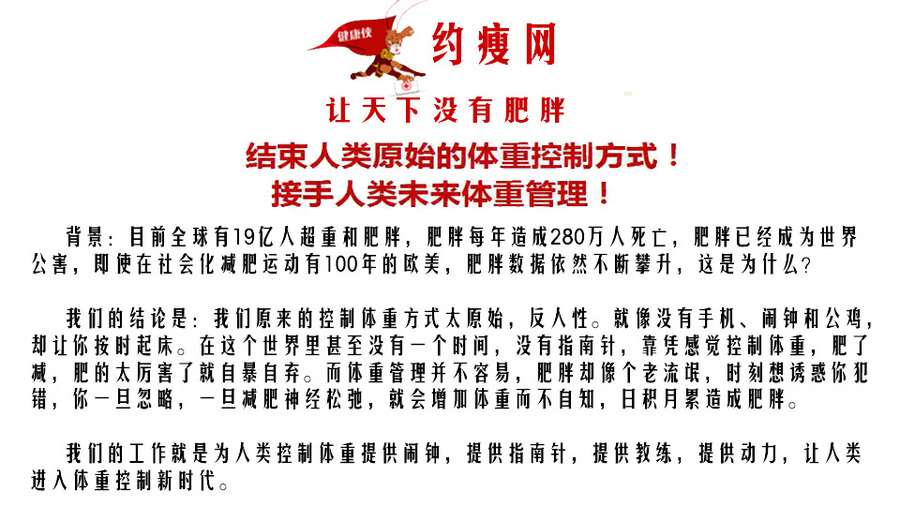 健康侠
约瘦网
让天下没有肥胖
结束人类原始的体重控制方式！
接手人类未来体重管理！
背景：目前全球有19亿人超重和肥胖，肥胖每年造成280万人死亡，肥胖已经成为世界
公害，即使在社会化减肥运动有100年的欧美，肥胖数据依然不断攀升，这是为什么？
我们的结论是：我们原来的控制体重方式太原始，反人性。就像没有手机、闹钟和公鸡，
却让你按时起床。在这个世界里甚至没有一个时间，没有指南针，靠凭感觉控制体重，肥了
减，肥的太厉害了就自暴自弃。而体重管理并不容易，肥胖却像个老流氓，时刻想诱惑你犯
错，你一旦忽略，一旦减肥神经松弛，就会增加体重而不自知，日积月累造成肥胖。
我们的工作就是为人类控制体重提供闹钟，提供指南针，提供教练，提供动力，让人类
进入体重控制新时代。